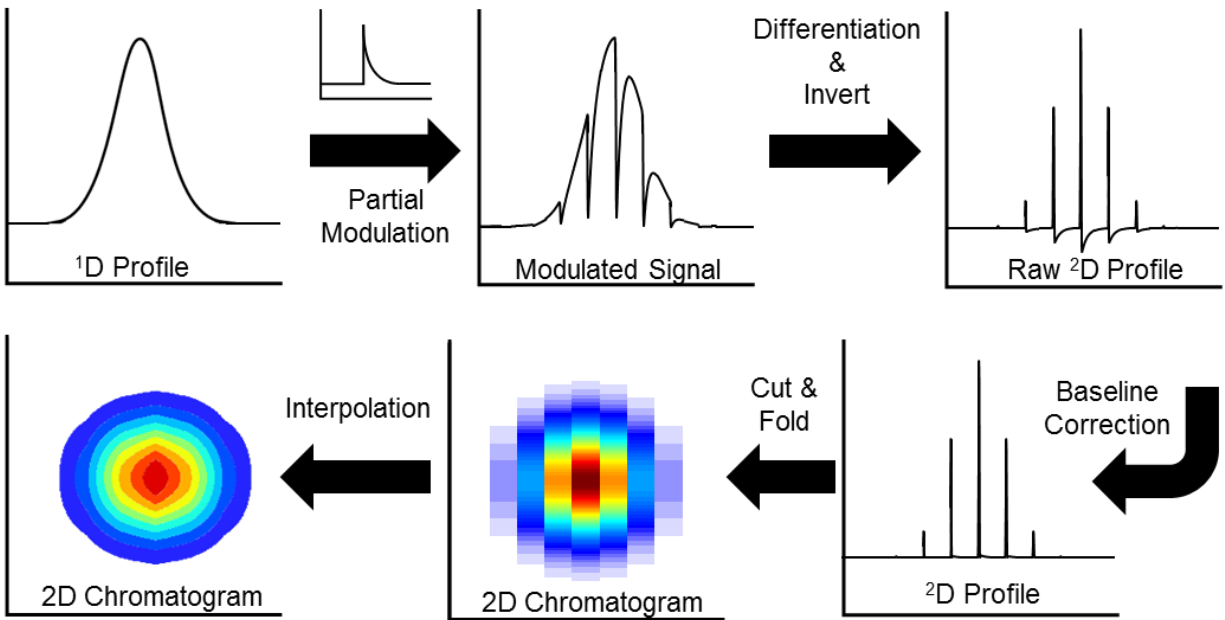 ¹D Profile
Partial
Modulation
Modulated Signal
Differentiation
&
Invert
Raw ²D Profile
Baseline
Correction
²D Profile
Cut &
Fold
2D Chromatogram
Interpolation
2D Chromatogram